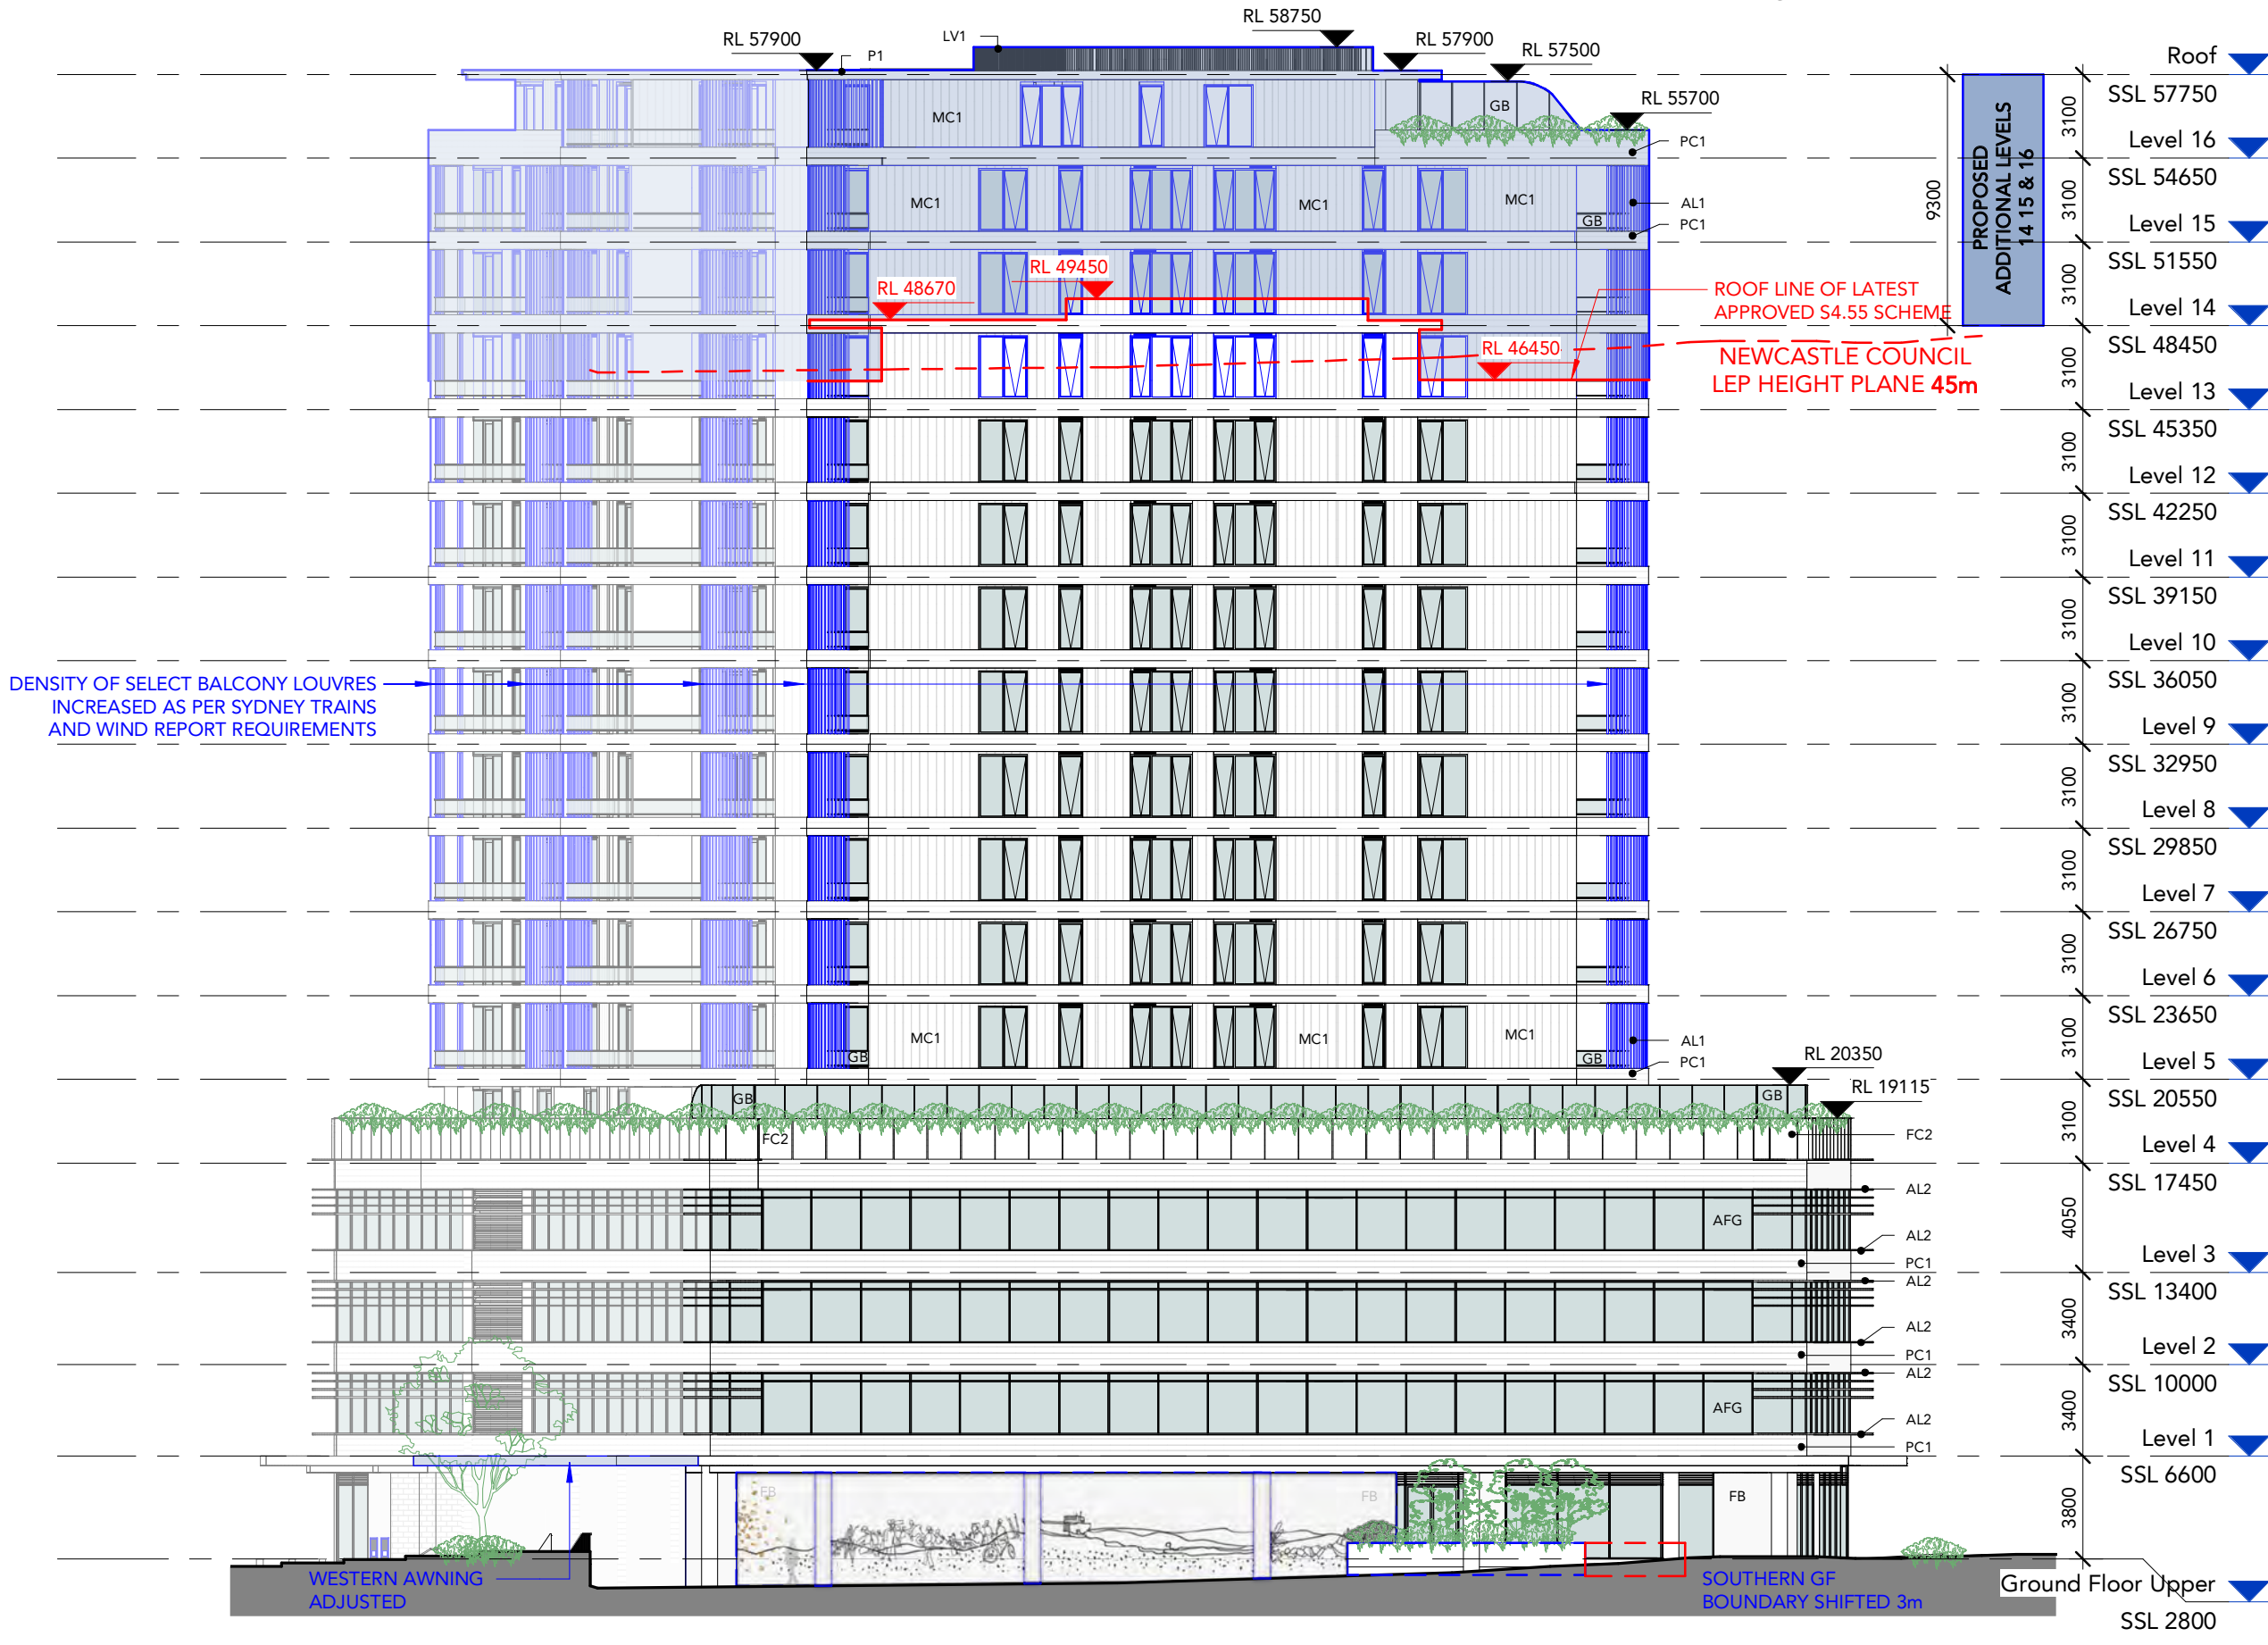 RL 58750
RL 57900
LV1
P1
RL 57900
RL 57500
Roof
SSL 57750
MC1
GB
RL 55700
PC1
3100
Level 16
SSL 54650
PROPOSED
ADDITIONAL LEVELS
14 15 & 16
9300
MC1
MC1
MC1
AL1
GB
PC1
3100
Level 15
SSL 51550
RL 48670
RL 49450
ROOF LINE OF LATEST
APPROVED S4.55 SCHEME
3100
Level 14
SSL 48450
RL 46450
NEWCASTLE COUNCIL
LEP HEIGHT PLANE 45m
3100
Level 13
SSL 45350
3100
Level 12
SSL 42250
3100
Level 11
SSL 39150
3100
Level 10
SSL 36050
DENSITY OF SELECT BALCONY LOUVRES
INCREASED AS PER SYDNEY TRAINS
AND WIND REPORT REQUIREMENTS
3100
Level 9
SSL 32950
3100
Level 8
SSL 29850
3100
Level 7
SSL 26750
3100
Level 6
SSL 23650
MC1
MC1
MC1
AL1
GB
GB
PC1
3100
Level 5
SSL 20550
RL 20350
RL 19115
GB
GB
FC2
FC2
3100
Level 4
SSL 17450
AL2
AFG
AL2
PC1
4050
Level 3
SSL 13400
AL2
AL2
PC1
3400
Level 2
SSL 10000
AL2
AFG
AL2
PC1
3400
Level 1
SSL 6600
FB
FB
FB
3800
WESTERN AWNING
ADJUSTED
SOUTHERN GF
BOUNDARY SHIFTED 3m
Ground Floor Upper
SSL 2800